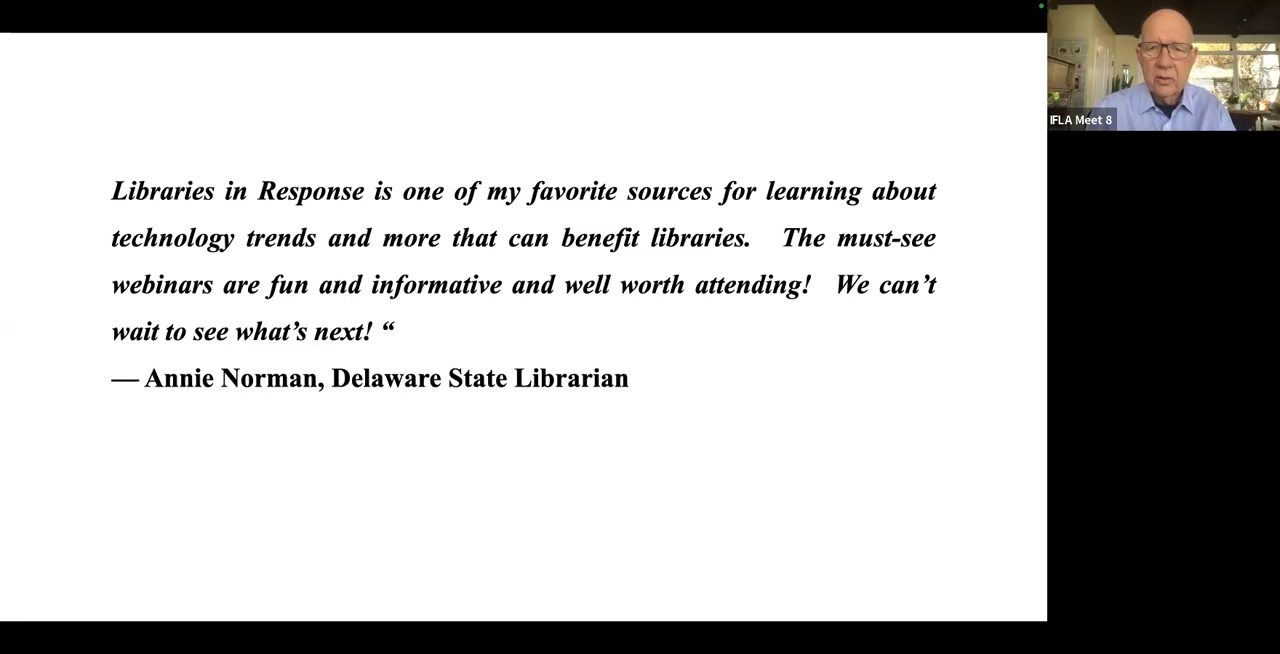 Libraries in Response is one of my favorite sources for learning about
technology trends and more that can benefit libraries. The must-see
webinars are fun and informative and well worth attending! We can’t
wait to see what’s next! “
— Annie Norman, Delaware State Librarian
IFLA Meet 8